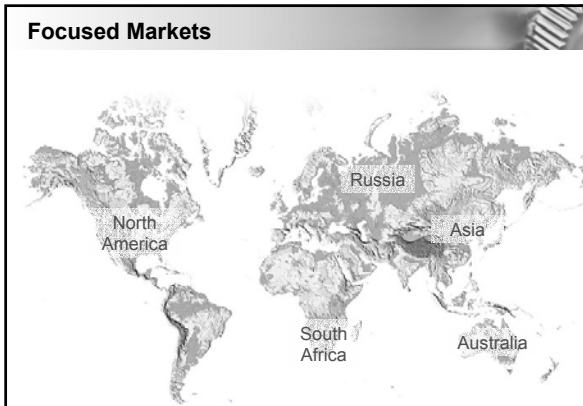 Focused Markets
Russia
North
America
Asia
South
Africa
Australia